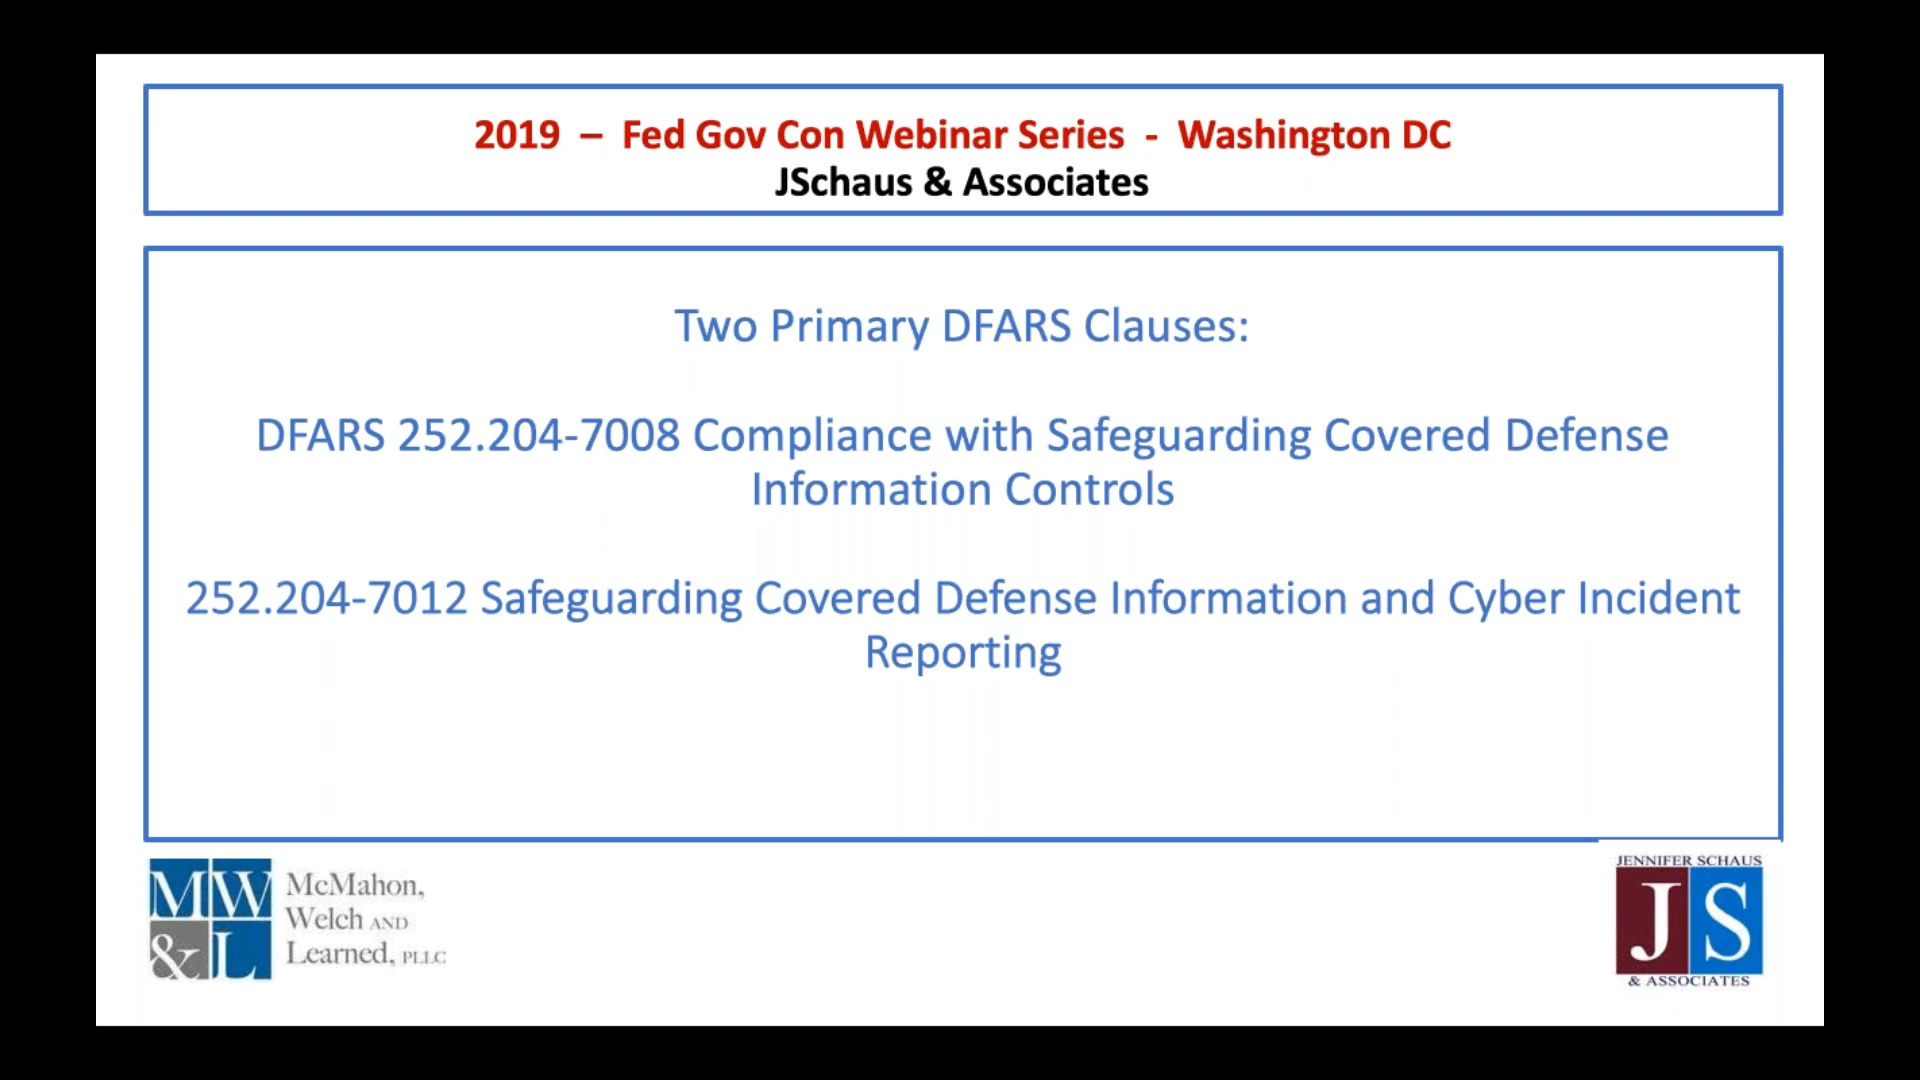 2019 – Fed Gov Con Webinar Series - Washington DC
JSchaus & Associates
Two Primary DFARS Clauses:
DFARS 252.204-7008 Compliance with Safeguarding Covered Defense
Information Controls
252.204-7012 Safeguarding Covered Defense Information and Cyber Incident
Reporting
MW
&L
McMahon,
Welch AND
Learned, PLLC
JENNIFER SCHAUS
JS
& ASSOCIATES